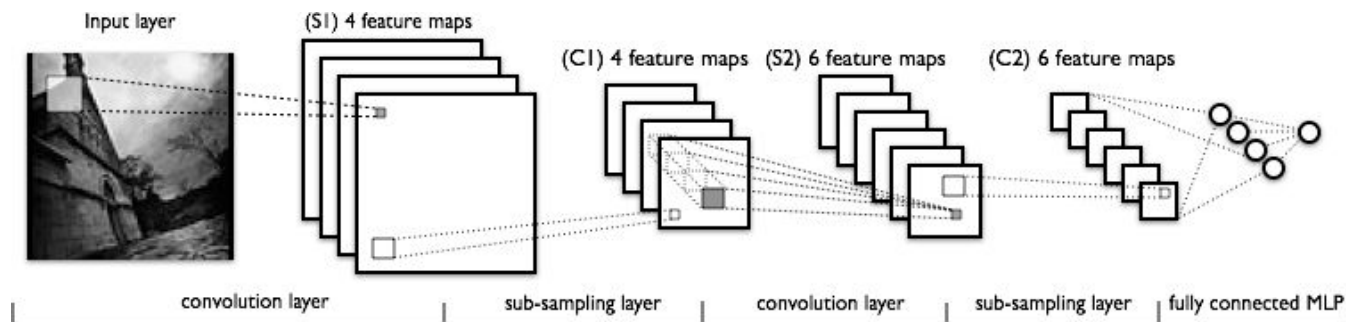 Input layer
(S1) 4 feature maps
(C1) 4 feature maps
(S2) 6 feature maps
(C2) 6 feature maps
convolution layer
sub-sampling layer
convolution layer
sub-sampling layer
fully connected MLP